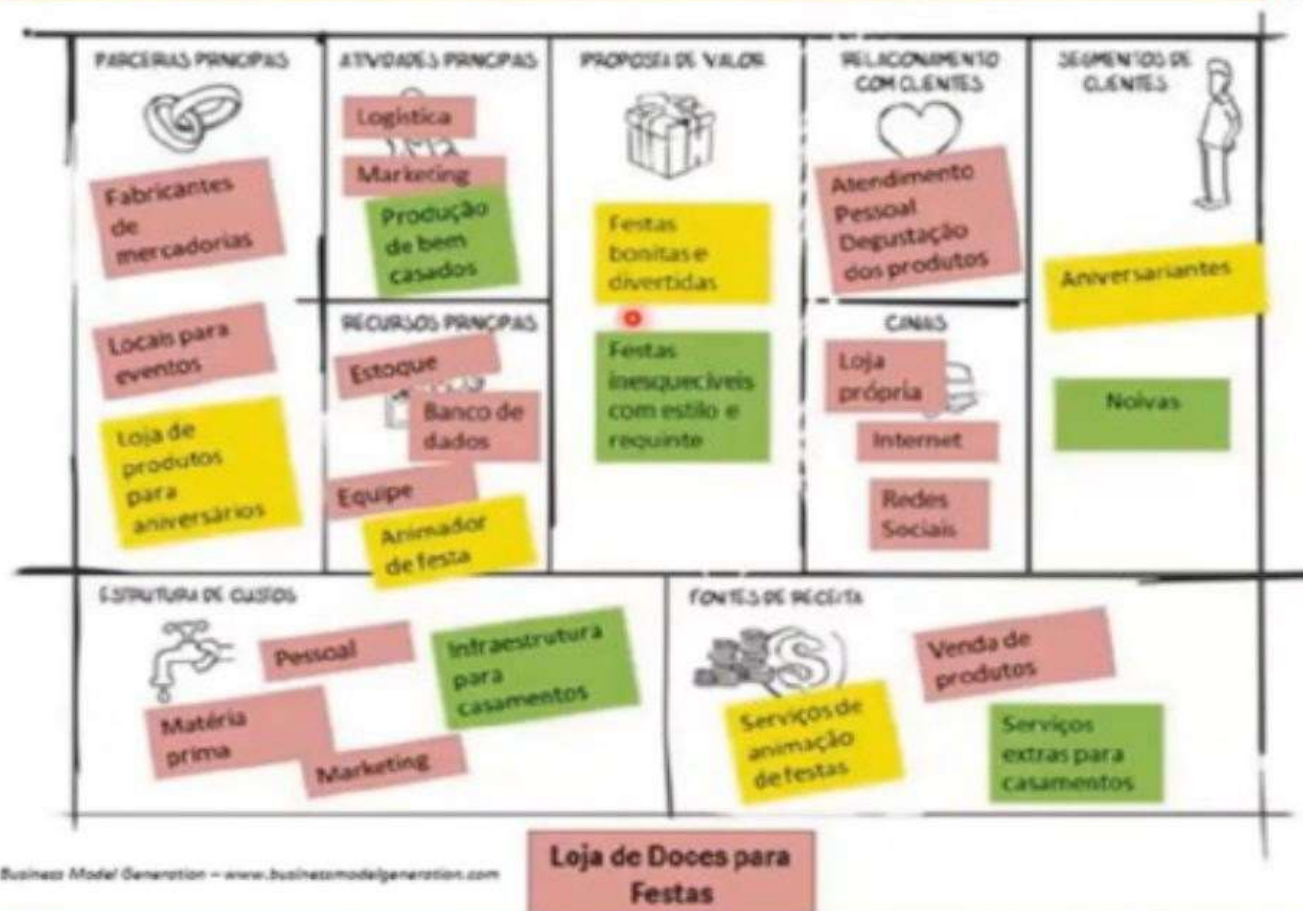 PARCERIAS PRINCIPAIS
Fabricantes
de
mercadorias
Locais para
eventos
Loja de
produtos
para
aniversários
ATIVIDADES PRINCIPAIS
Logística
Marketing
Produção
de bem
casados
RECURSOS PRINCIPAIS
Estoque
Banco de
dados
Equipe
Animador
de festa
PROPOSTA DE VALOR
Festas
bonitas e
divertidas
Festas
inesquecíveis
com estilo e
requinte
RELACIONAMENTO
COM CLIENTES
Atendimento
Pessoal
Degustação
dos produtos
CANAIS
Loja
própria
Internet
Redes
Sociais
SEGMENTOS DE
CLIENTES
Aniversariantes
Noivas
ESTRUTURA DE CUSTOS
Pessoal
Infraestrutura
para
casamentos
Matéria
prima
Marketing
FONTES DE RECEITA
Venda de
produtos
Serviços de
animação
de festas
Serviços
extras para
casamentos
Business Model Generation – www.businessmodelgeneration.com
Loja de Doces para
Festas